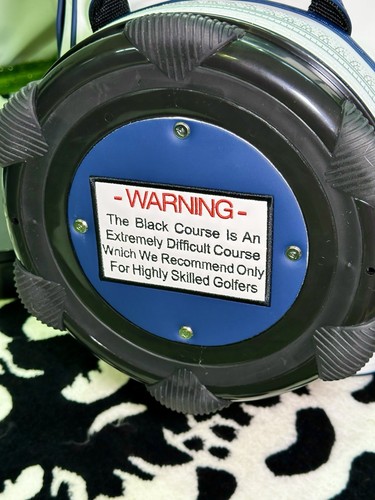 -WARNING-
The Black Course Is An
Extremely Difficult Course
Which We Recommend Only
For Highly Skilled Golfers